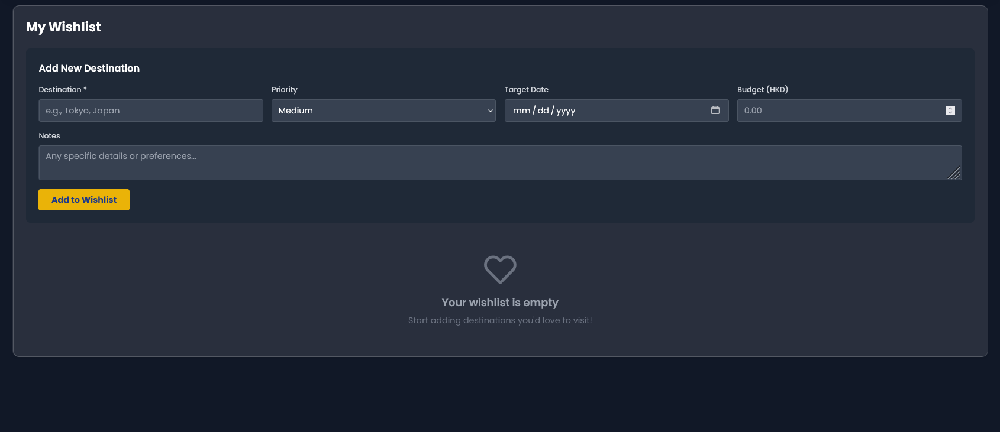 My Wishlist
Add New Destination
Destination * Priority Target Date Budget (HKD)
e.g., Tokyo, Japan Medium mm/dd/yyyy 0.00
Notes
Any specific details or preferences...
Add to Wishlist
Your wishlist is empty
Start adding destinations you'd love to visit!